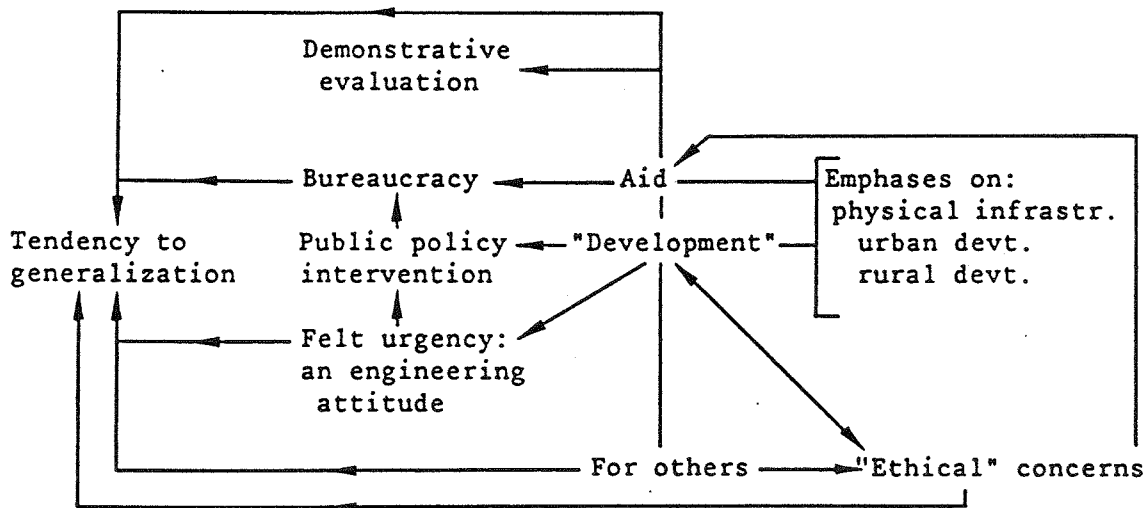 Demonstrative
evaluation
Bureaucracy
Aid
Emphases on:
physical infrastr.
urban devt.
rural devt.
Tendency to
generalization
Public policy
intervention
"Development"
Felt urgency:
an engineering
attitude
For others
"Ethical" concerns